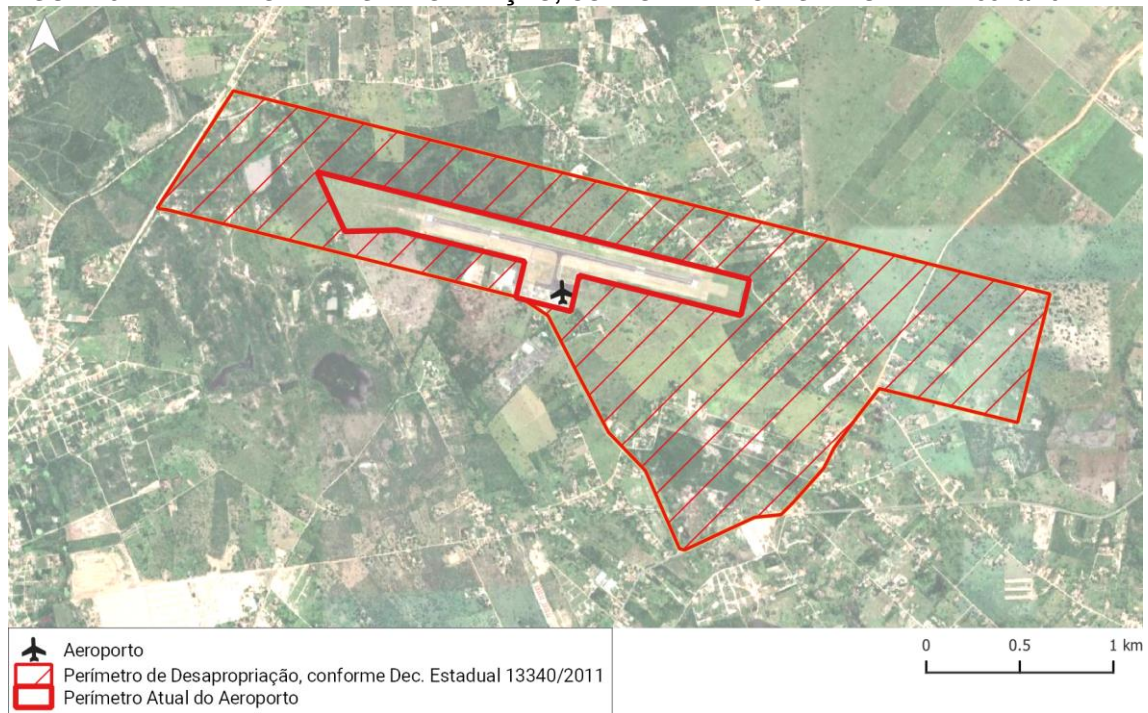 Aeroporto
Perímetro de Desapropriação, conforme Dec. Estadual 13340/2011
Perímetro Atual do Aeroporto
0 0.5 1 km